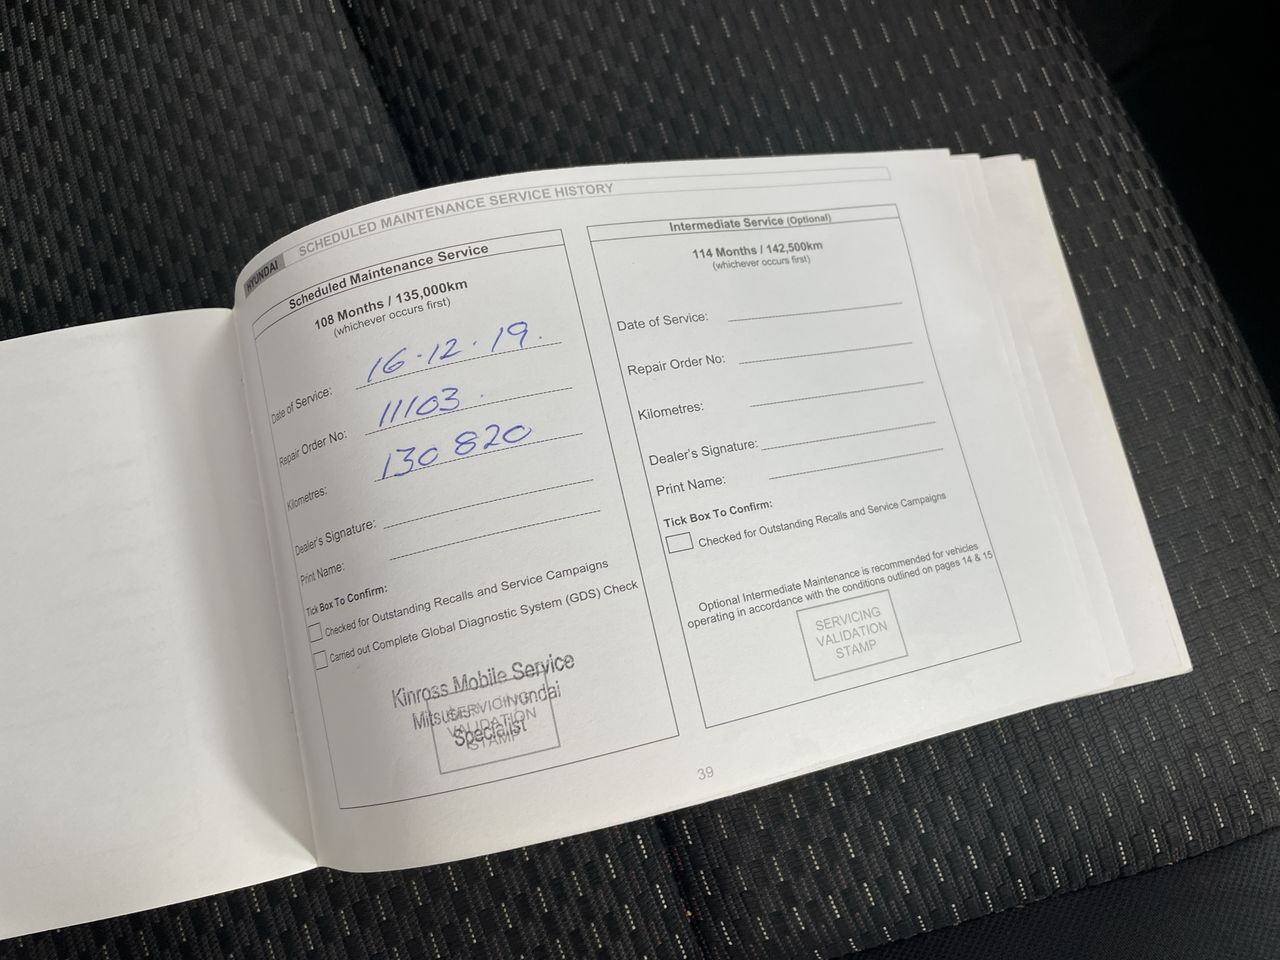 HYUNDAI SCHEDULED MAINTENANCE SERVICE HISTORY
Scheduled Maintenance Service
108 Months / 135,000km
(whichever occurs first)
Date of Service: 16.12.19.
Repair Order No: 11103.
Kilometres: 130 820
Dealer's Signature:
Print Name:
Tick Box To Confirm:
Checked for Outstanding Recalls and Service Campaigns
Carried out Complete Global Diagnostic System (GDS) Check
Kinross Mobile Service
Specialist
SERVICING
VALIDATION
STAMP
Intermediate Service (Optional)
114 Months / 142,500km
(whichever occurs first)
Date of Service:
Repair Order No:
Kilometres:
Dealer's Signature:
Print Name:
Tick Box To Confirm:
Checked for Outstanding Recalls and Service Campaigns
Optional Intermediate Maintenance is recommended for vehicles
operating in accordance with the conditions outlined on pages 14 & 15
SERVICING
VALIDATION
STAMP
39